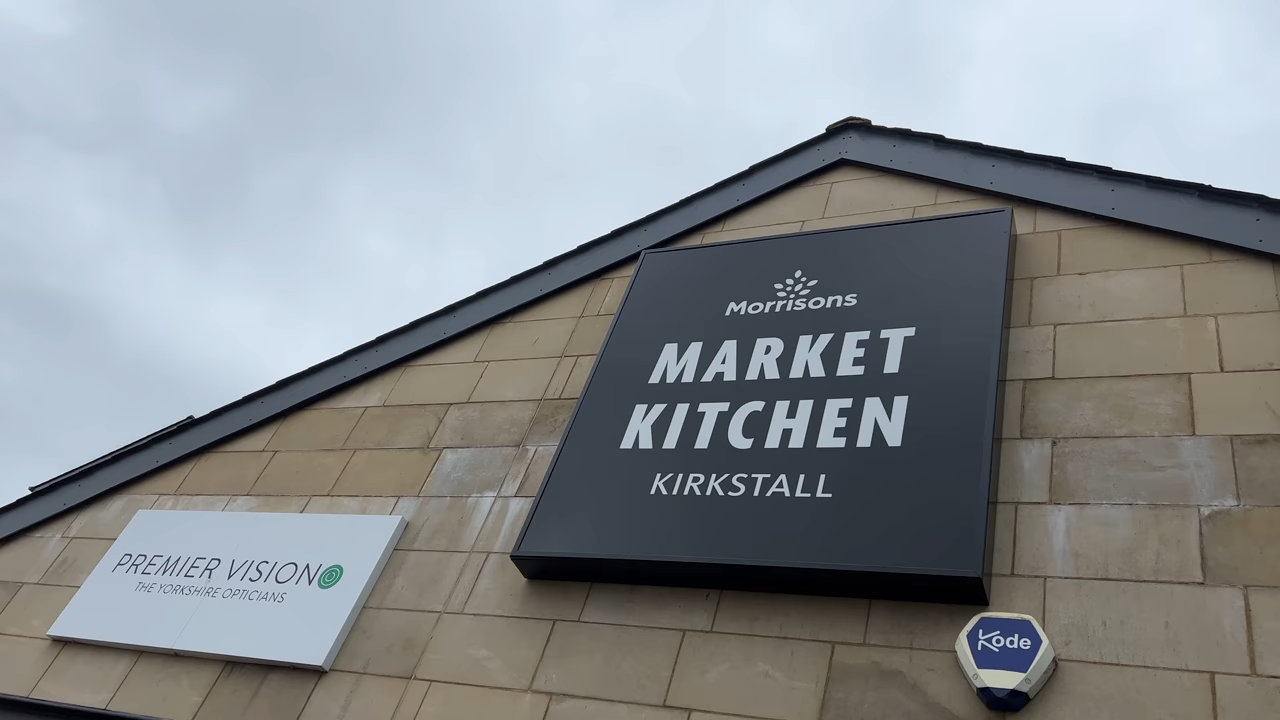 Morrisons
MARKET
KITCHEN
KIRKSTALL
PREMIER VISION
THE YORKSHIRE OPTICIANS
Kode